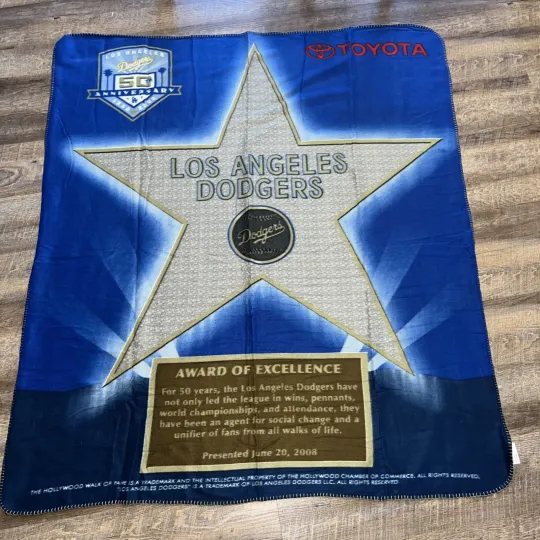 LOS ANGELES
Dodgers
50
ANNIVERSARY
TOYOTA
LOS ANGELES
DODGERS
Dodgers
AWARD OF EXCELLENCE
For 50 years, the Los Angeles Dodgers have
not only led the league in wins, pennants,
world championships, and attendance, they
have been an agent for social change and a
unifier of fans from all walks of life.
Presented June 20, 2008
THE HOLLYWOOD WALK OF FAME IS A TRADEMARK AND THE INTELLECTUAL PROPERTY OF THE HOLLYWOOD CHAMBER OF COMMERCE. ALL RIGHTS RESERVED.
"LOS ANGELES DODGERS" IS A TRADEMARK OF LOS ANGELES DODGERS LLC. ALL RIGHTS RESERVED